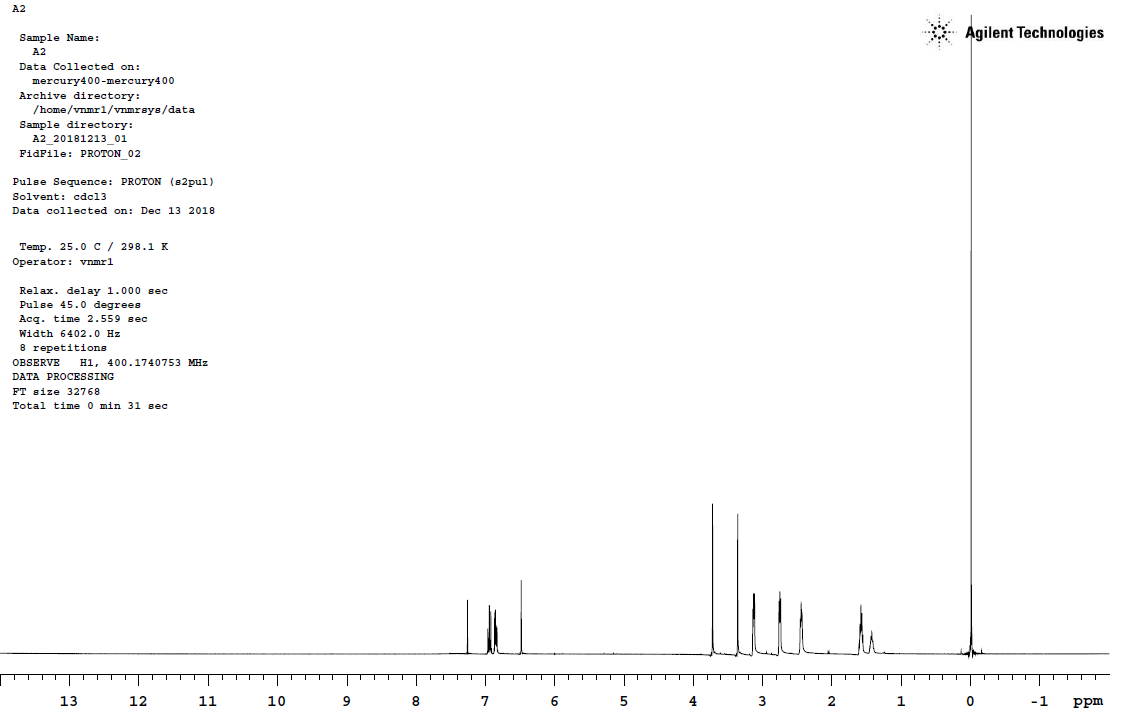 A2
Agilent Technologies
Sample Name:
A2
Data Collected on:
mercury400-mercury400
Archive directory:
/home/vnmr1/vnmrsys/data
Sample directory:
A2_20181213_01
FidFile: PROTON_02
Pulse Sequence: PROTON (s2pul)
Solvent: cdcl3
Data collected on: Dec 13 2018
Temp. 25.0 C / 298.1 K
Operator: vnmr1
Relax. delay 1.000 sec
Pulse 45.0 degrees
Acq. time 2.559 sec
Width 6402.0 Hz
8 repetitions
OBSERVE H1, 400.1740753 MHz
DATA PROCESSING
FT size 32768
Total time 0 min 31 sec
13 12 11 10 9 8 7 6 5 4 3 2 1 0 -1 ppm